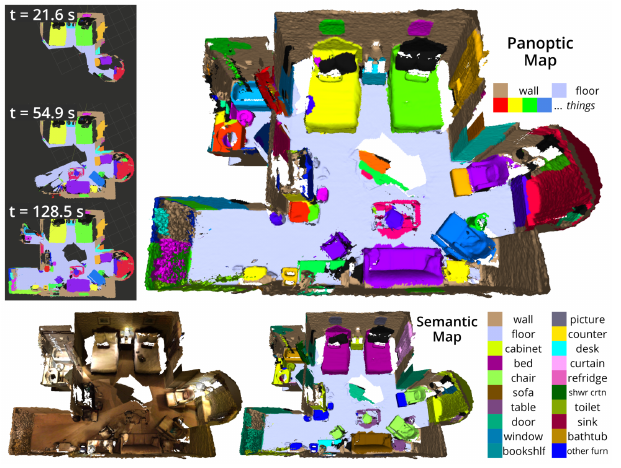 t = 21.6 s
t = 54.9 s
t = 128.5 s
Panoptic
Map
wall
floor
... things
Semantic
Map
wall
floor
cabinet
bed
chair
sofa
table
door
window
bookshlf
picture
counter
desk
curtain
refridge
shwr crtn
toilet
sink
bathtub
other furn